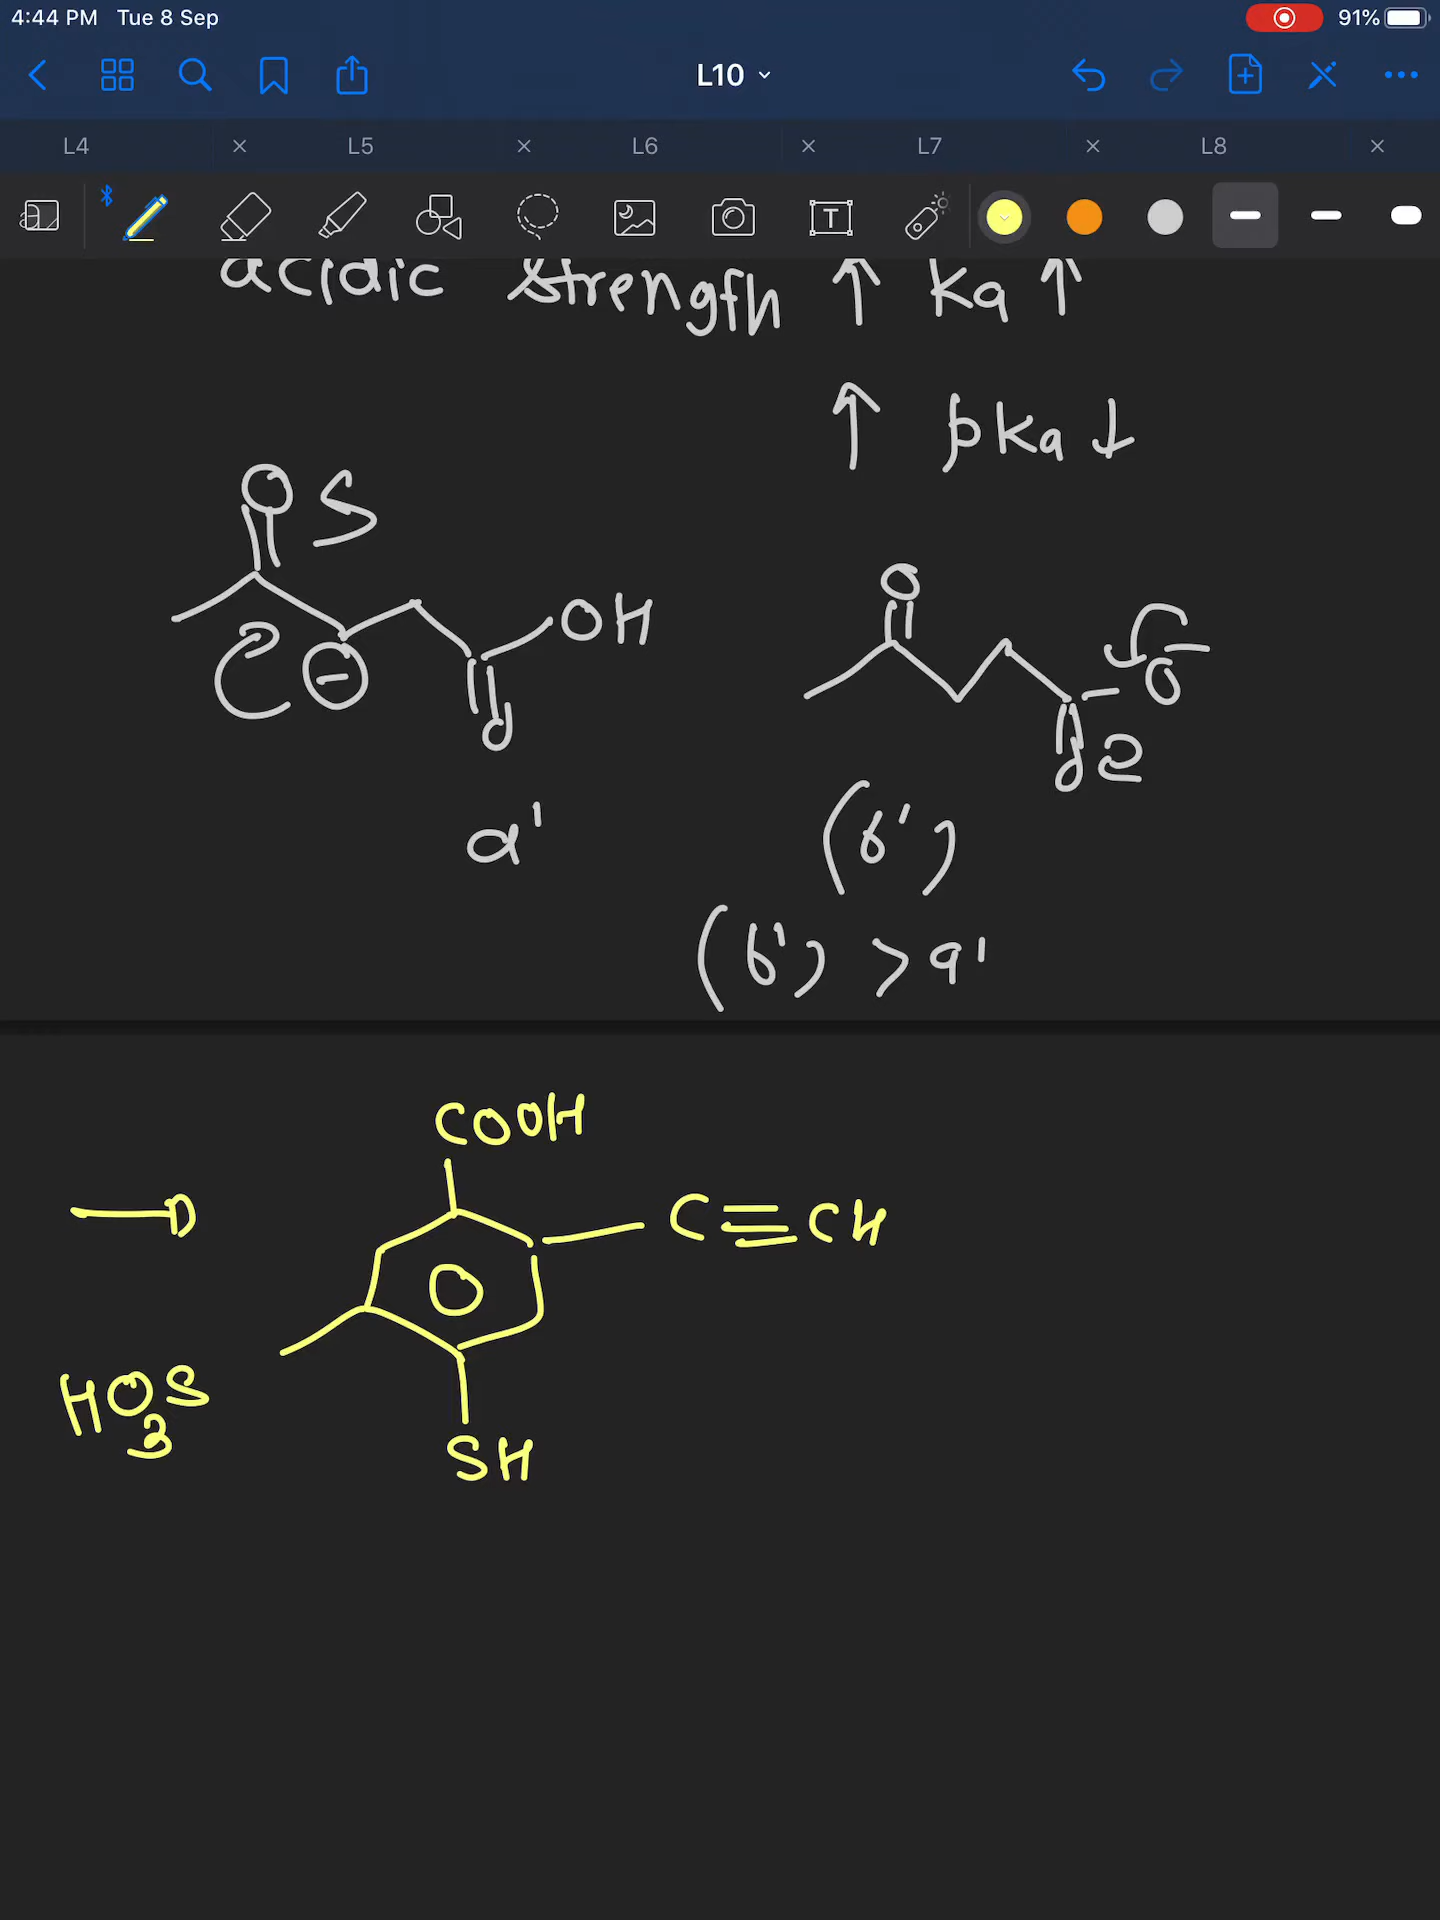 4:44 PM Tue 8 Sep 91%
L10
L4 L5 L6 L7 L8
T
acidic strength ↑ Ka ↑
↑ pKa ↓
O S
O
OH
O
O
O 2
a'
(b')
(b') > a'
COOH
C≡CH
HO3S
SH